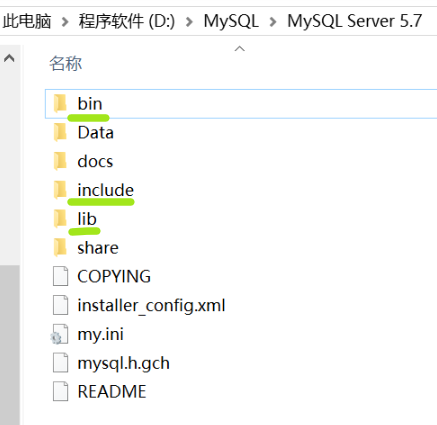 此电脑 > 程序软件 (D:) > MySQL > MySQL Server 5.7
名称
bin
Data
docs
include
lib
share
COPYING
installer_config.xml
my.ini
mysql.h.gch
README